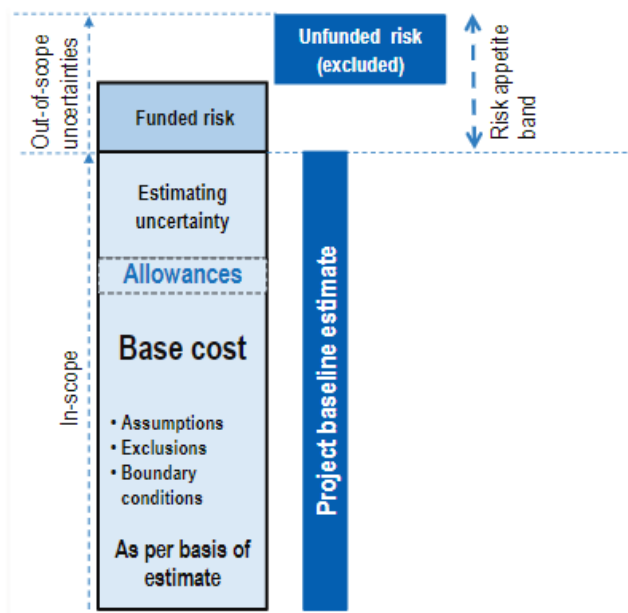 Out-of-scope
uncertainties
Unfunded risk
(excluded)
Risk appetite
band
Funded risk
In-scope
Estimating
uncertainty
Allowances
Base cost
• Assumptions
• Exclusions
• Boundary
conditions
As per basis of
estimate
Project baseline estimate